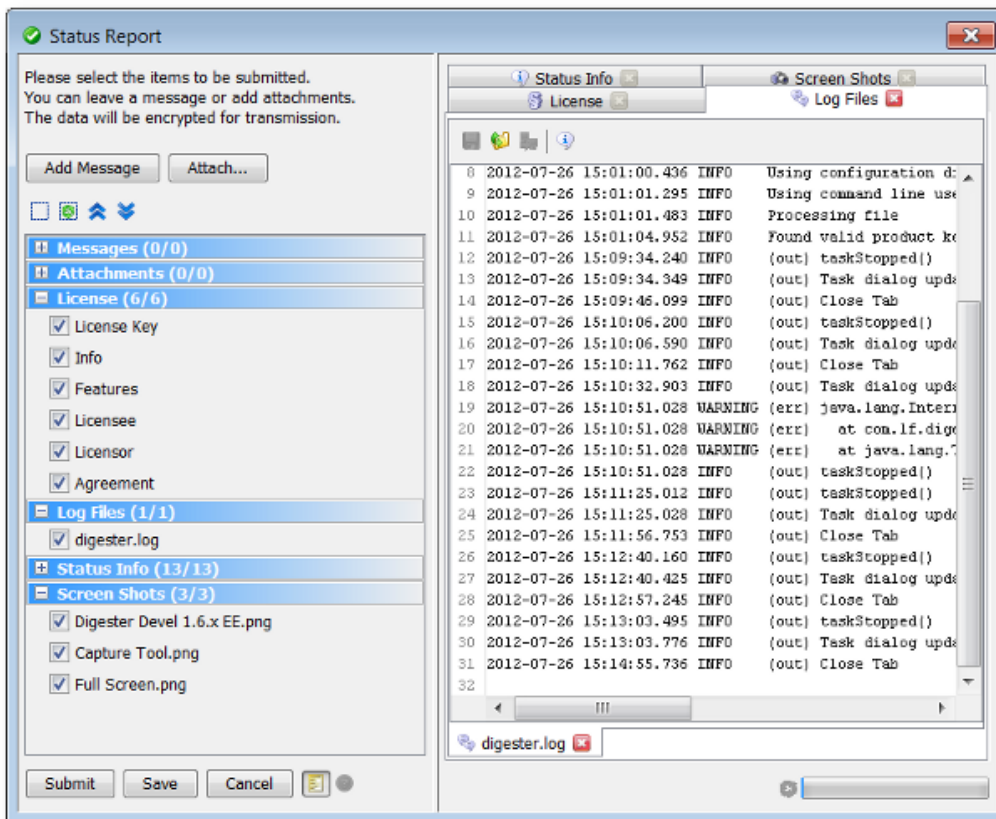 Status Report
Please select the items to be submitted.
You can leave a message or add attachments.
The data will be encrypted for transmission.
Add Message
Attach...
Messages (0/0)
Attachments (0/0)
License (6/6)
License Key
Info
Features
Licensee
Licensor
Agreement
Log Files (1/1)
digester.log
Status Info (13/13)
Screen Shots (3/3)
Digester Devel 1.6.x EE.png
Capture Tool.png
Full Screen.png
Submit
Save
Cancel
Status Info
Screen Shots
License
Log Files
8 2012-07-26 15:01:00.436 INFO Using configuration d
9 2012-07-26 15:01:01.295 INFO Using command line use
10 2012-07-26 15:01:01.483 INFO Processing file
11 2012-07-26 15:01:04.952 INFO Found valid product ke
12 2012-07-26 15:09:34.240 INFO (out) taskStopped()
13 2012-07-26 15:09:34.349 INFO (out) Task dialog upda
14 2012-07-26 15:09:46.099 INFO (out) Close Tab
15 2012-07-26 15:10:06.200 INFO (out) taskStopped()
16 2012-07-26 15:10:06.590 INFO (out) Task dialog upda
17 2012-07-26 15:10:11.762 INFO (out) Close Tab
18 2012-07-26 15:10:32.903 INFO (out) Task dialog upda
19 2012-07-26 15:10:51.028 WARNING (err) java.lang.Intern
20 2012-07-26 15:10:51.028 WARNING (err) at com.lf.dige
21 2012-07-26 15:10:51.028 WARNING (err) at java.lang.T
22 2012-07-26 15:10:51.028 INFO (out) taskStopped()
23 2012-07-26 15:11:25.012 INFO (out) taskStopped()
24 2012-07-26 15:11:25.028 INFO (out) Task dialog upda
25 2012-07-26 15:11:56.753 INFO (out) Close Tab
26 2012-07-26 15:12:40.160 INFO (out) taskStopped()
27 2012-07-26 15:12:40.425 INFO (out) Task dialog upda
28 2012-07-26 15:12:57.245 INFO (out) Close Tab
29 2012-07-26 15:13:03.495 INFO (out) taskStopped()
30 2012-07-26 15:13:03.776 INFO (out) Task dialog upda
31 2012-07-26 15:14:55.736 INFO (out) Close Tab
32
digester.log